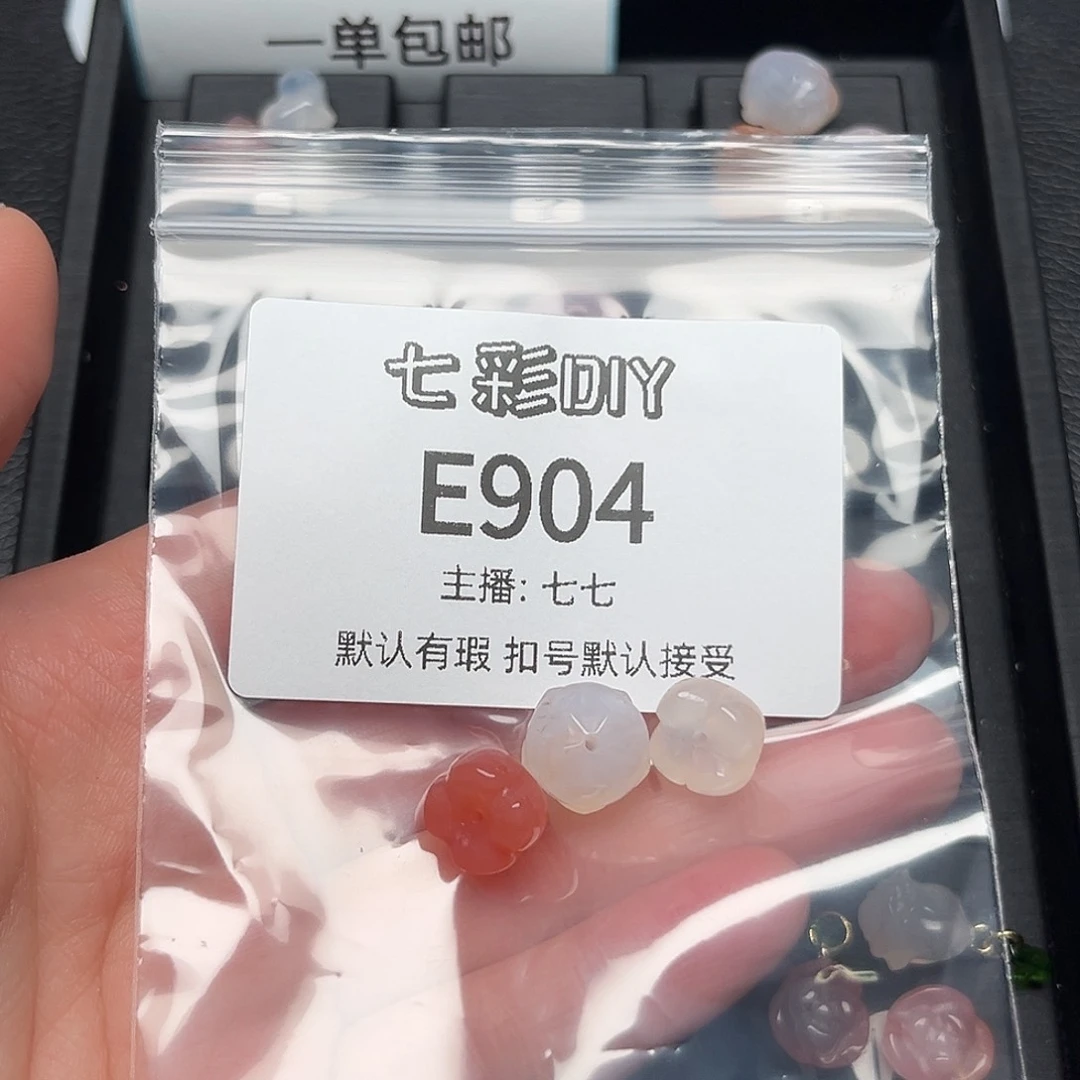 一单包邮
七彩DIY
E904
主播: 七七
默认有瑕 扣号默认接受